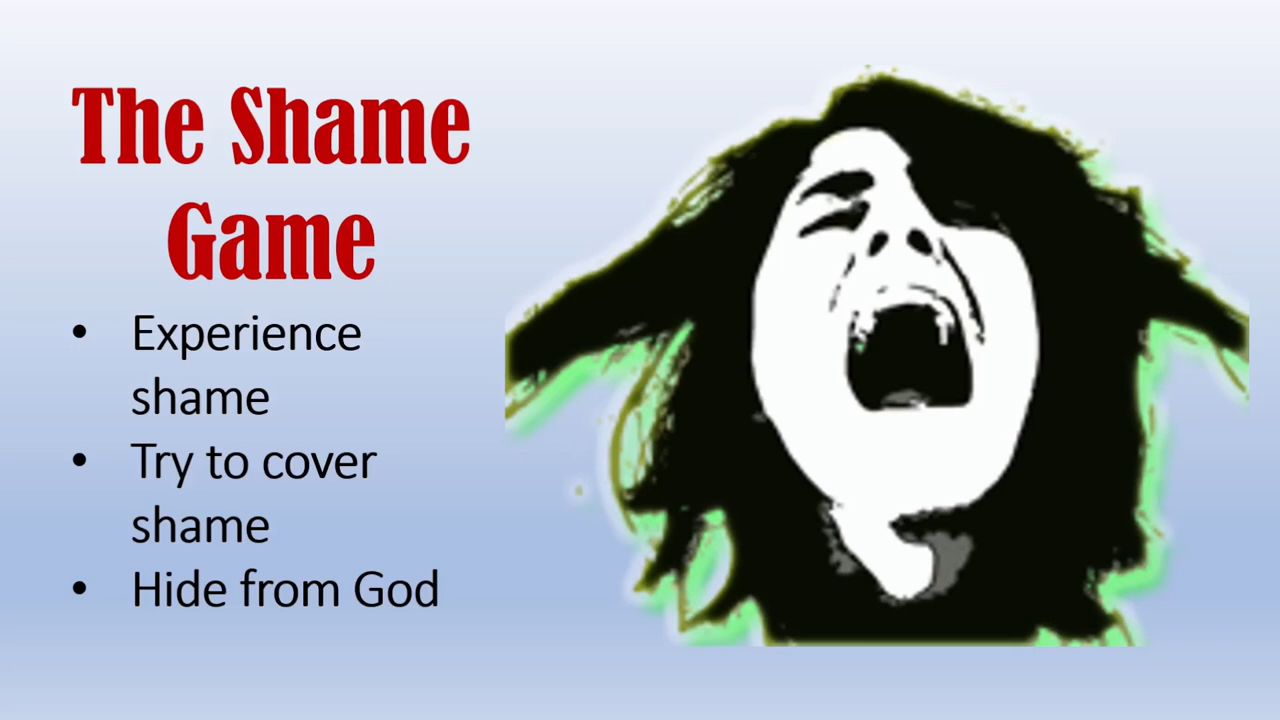 The Shame
Game
• Experience
shame
• Try to cover
shame
• Hide from God